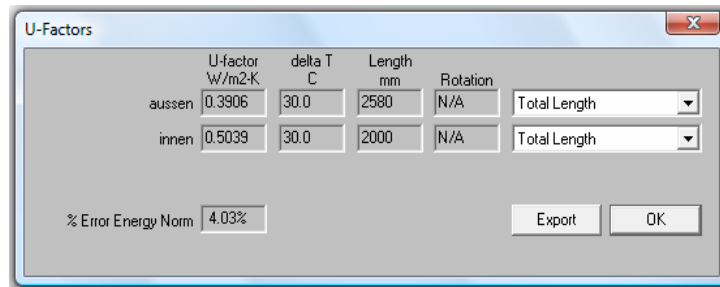 U-Factors
U-factor delta T Length
W/m2-K C mm Rotation
aussen 0.3906 30.0 2580 N/A Total Length
innen 0.5039 30.0 2000 N/A Total Length
% Error Energy Norm 4.03% Export OK